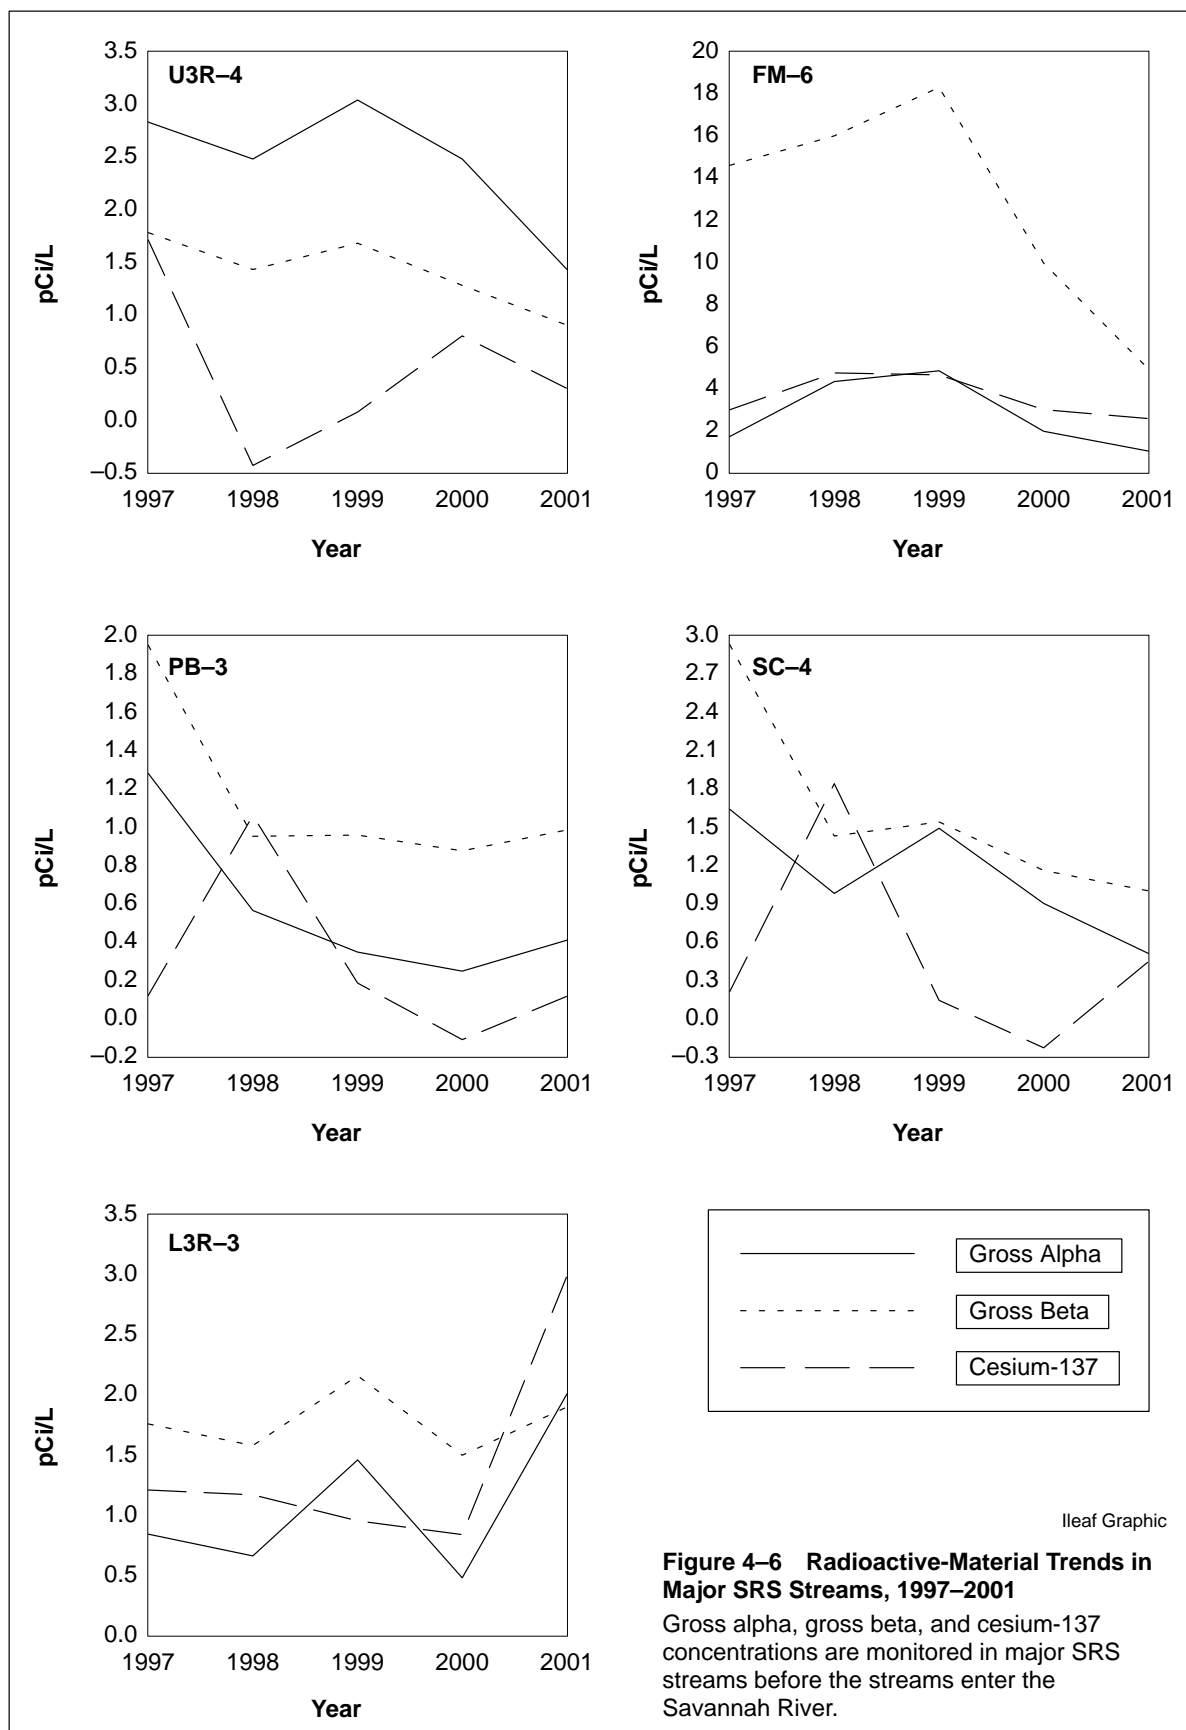 3.5
3.0
2.5
2.0
1.5
1.0
0.5
0.0
–0.5
U3R–4
pCi/L
1997 1998 1999 2000 2001
Year
20
18
16
14
12
10
8
6
4
2
0
FM–6
pCi/L
1997 1998 1999 2000 2001
Year
2.0
1.8
1.6
1.4
1.2
1.0
0.8
0.6
0.4
0.2
0.0
–0.2
PB–3
pCi/L
1997 1998 1999 2000 2001
Year
3.0
2.7
2.4
2.1
1.8
1.5
1.2
0.9
0.6
0.3
0.0
–0.3
SC–4
pCi/L
1997 1998 1999 2000 2001
Year
3.5
3.0
2.5
2.0
1.5
1.0
0.5
0.0
L3R–3
pCi/L
1997 1998 1999 2000 2001
Year
Gross Alpha
Gross Beta
Cesium-137
Ileaf Graphic
Figure 4–6 Radioactive-Material Trends in
Major SRS Streams, 1997–2001
Gross alpha, gross beta, and cesium-137
concentrations are monitored in major SRS
streams before the streams enter the
Savannah River.